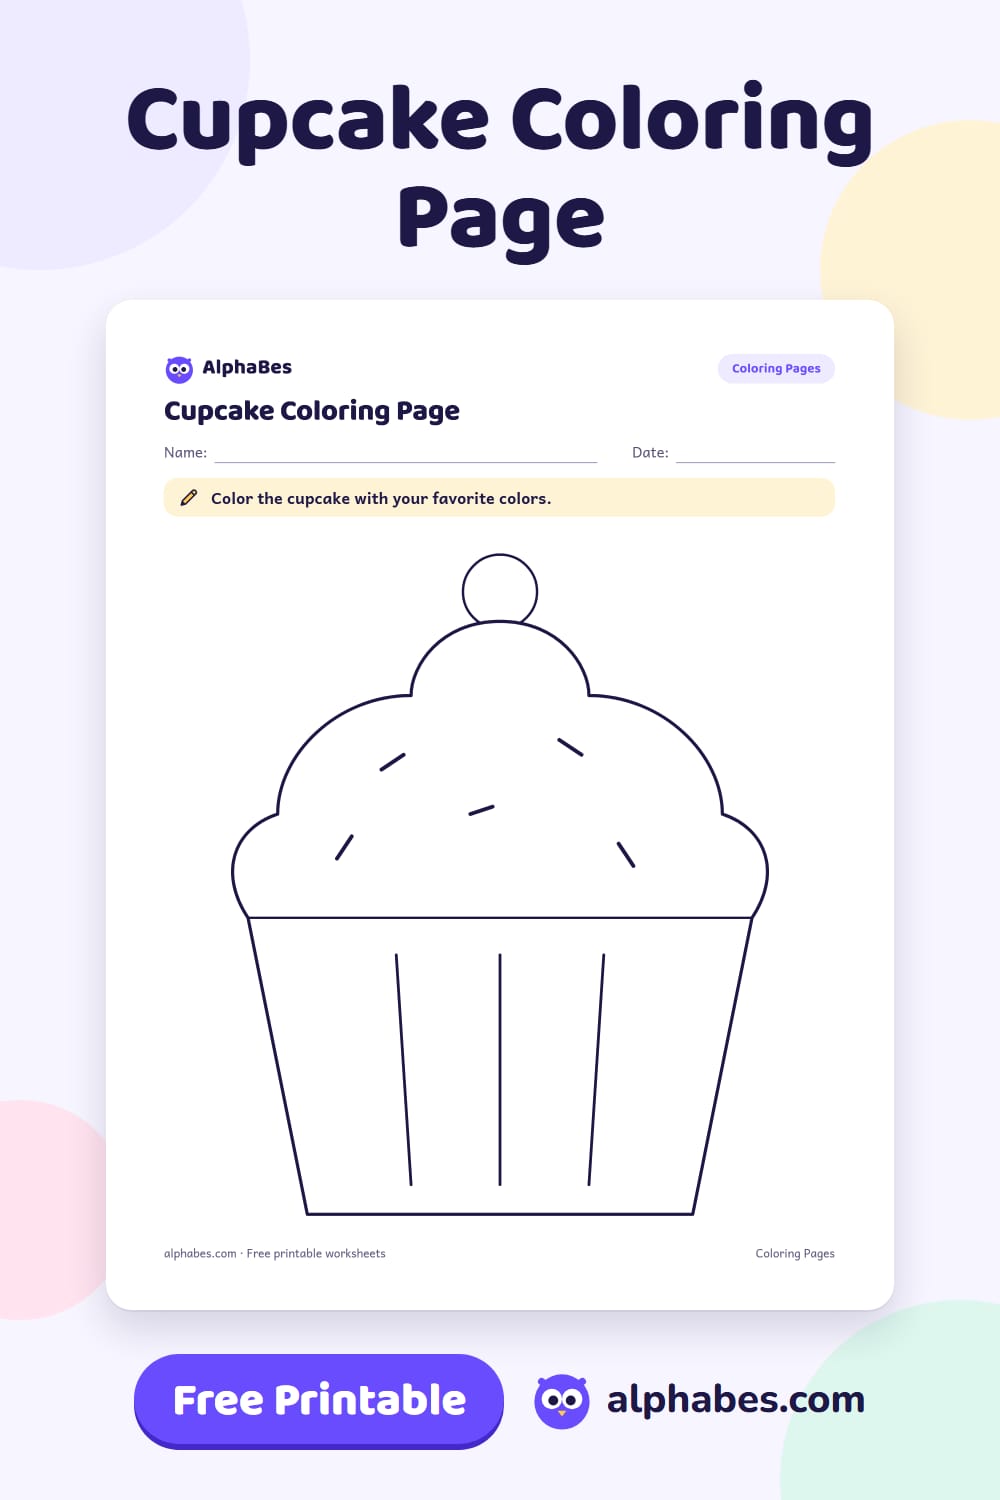 Cupcake Coloring
Page
AlphaBes
Coloring Pages
Cupcake Coloring Page
Name:
Date:
Color the cupcake with your favorite colors.
alphabes.com · Free printable worksheets
Coloring Pages
Free Printable
alphabes.com